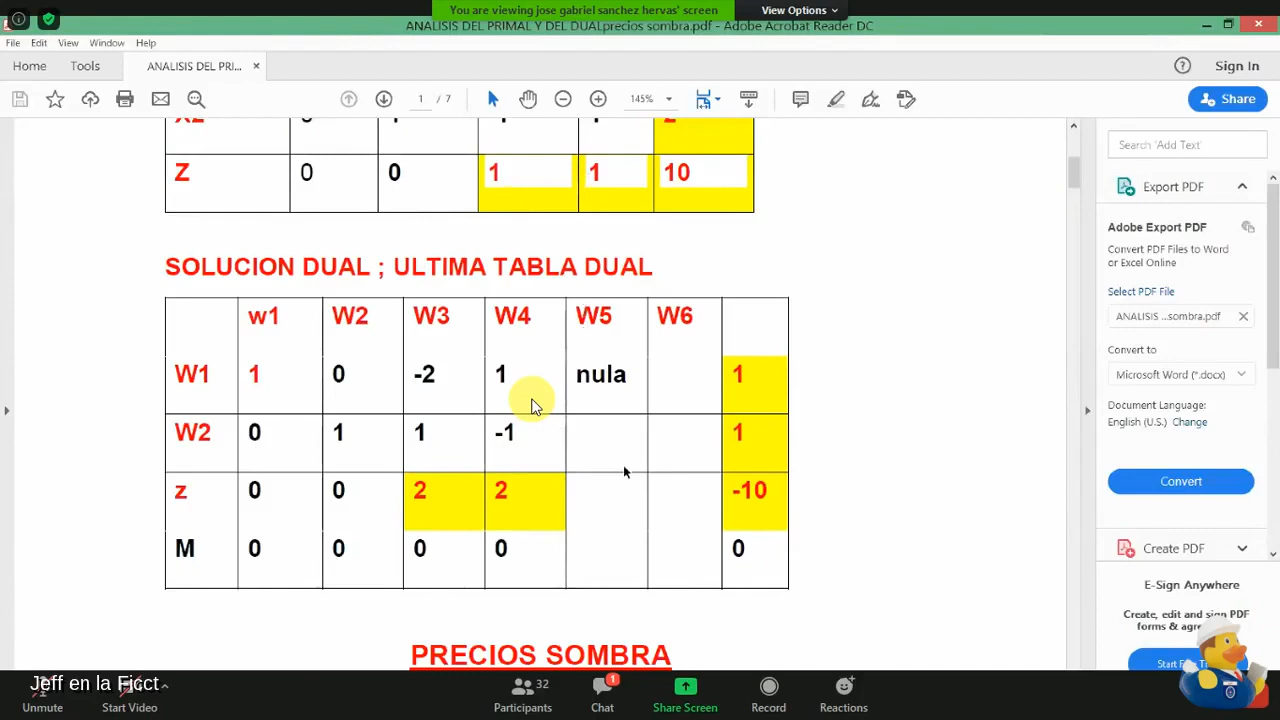 You are viewing jose gabriel sanchez hervas' screen
View Options
ANALISIS DEL PRIMAL Y DEL DUALprecios sombra.pdf - Adobe Acrobat Reader DC
File Edit View Window Help
Home Tools ANALISIS DEL PRI... × Sign In
1 / 7 145% Share
X2
Z 0 0 1 1 10
SOLUCION DUAL ; ULTIMA TABLA DUAL
w1 W2 W3 W4 W5 W6
W1 1 0 -2 1 nula 1
W2 0 1 1 -1 1
z 0 0 2 2 -10
M 0 0 0 0 0
PRECIOS SOMBRA
Search 'Add Text'
Export PDF
Adobe Export PDF
Convert PDF Files to Word
or Excel Online
Select PDF File
ANALISIS ...sombra.pdf
Convert to
Microsoft Word (*.docx)
Document Language:
English (U.S.) Change
Convert
Create PDF
E-Sign Anywhere
Create, edit and sign PDF
Jeff en la Ficct
32
1
Unmute Start Video Participants Chat Share Screen Record Reactions